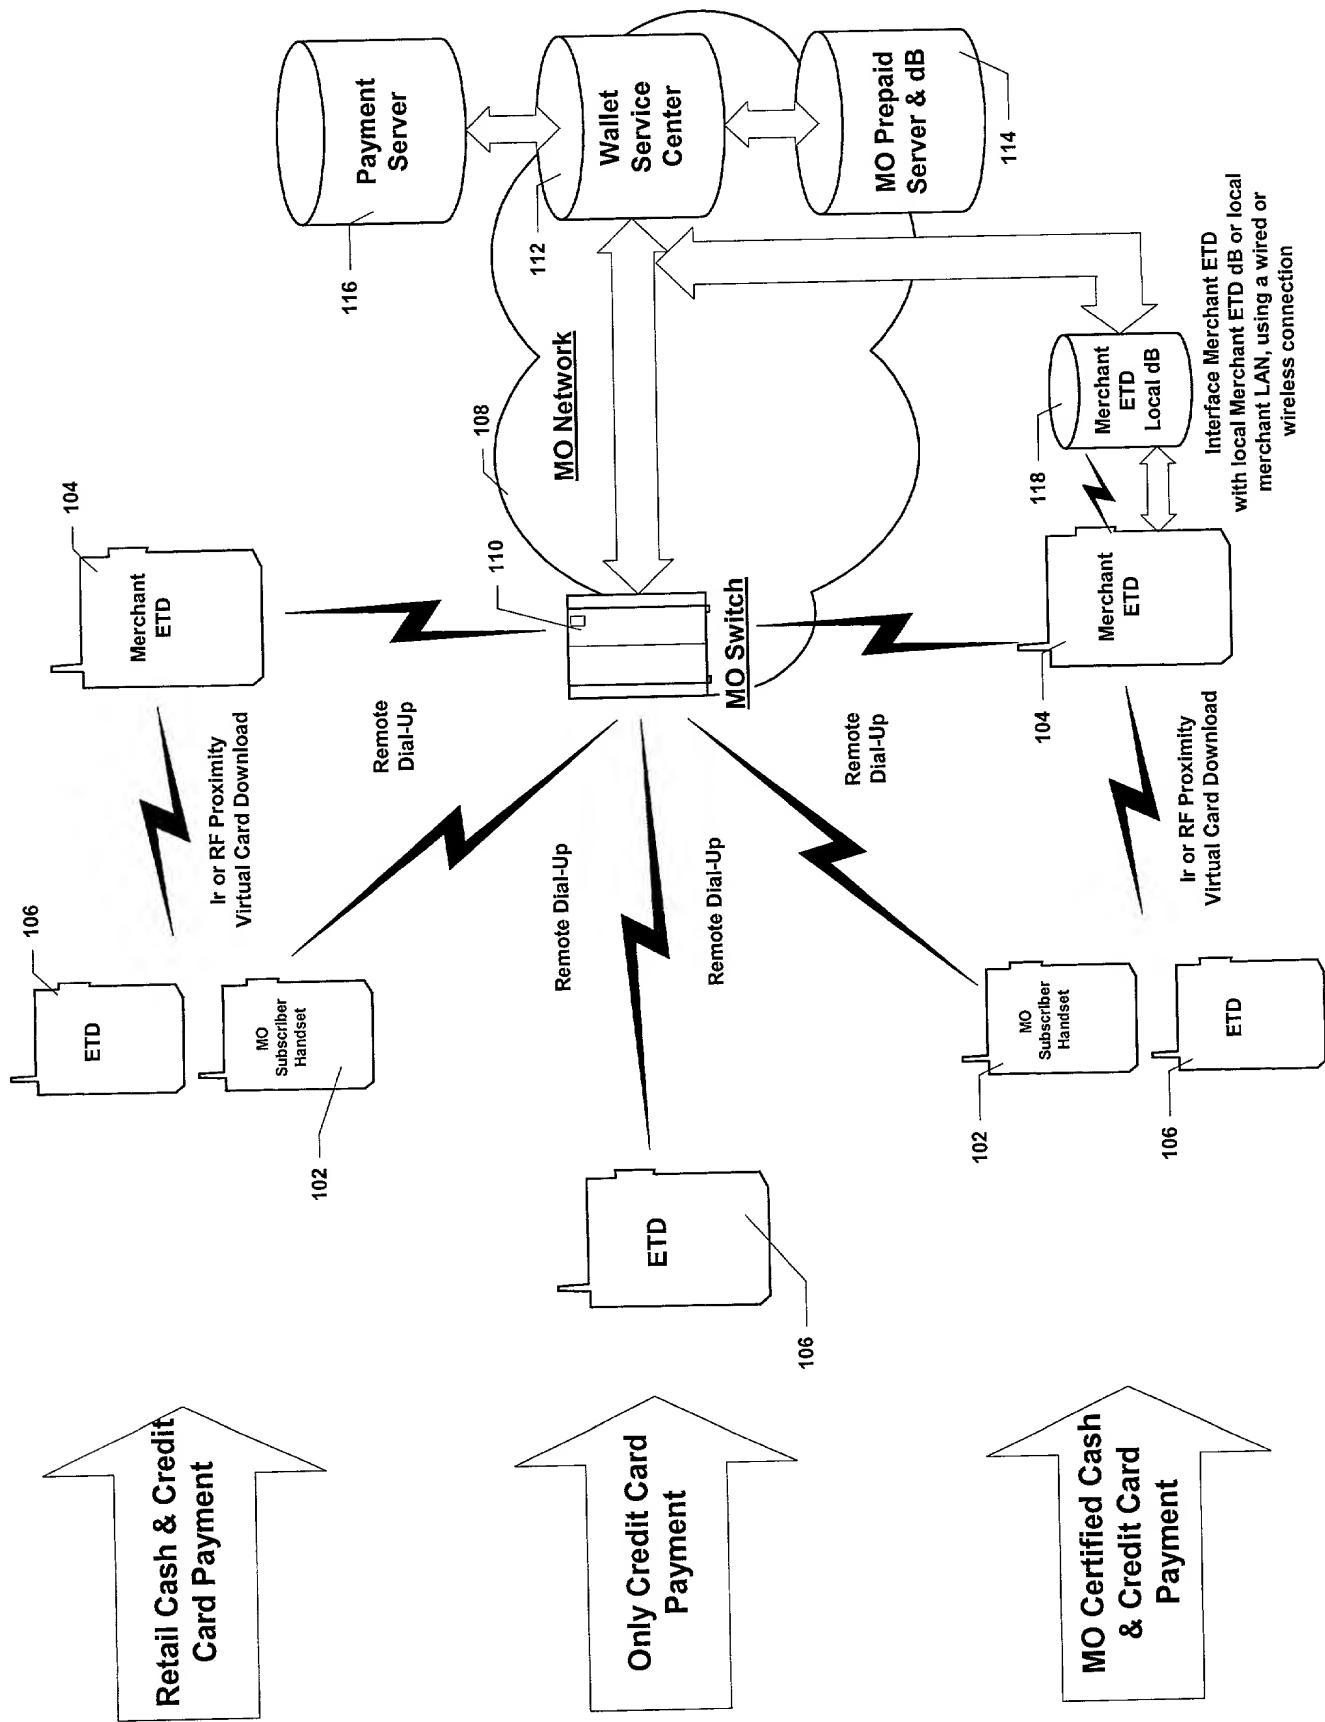 Retail Cash & Credit
Card Payment
Only Credit Card
Payment
MO Certified Cash
& Credit Card
Payment
106
ETD
MO
Subscriber
Handset
102
ETD
106
102
MO
Subscriber
Handset
106
ETD
Ir or RF Proximity
Virtual Card Download
Remote
Dial-Up
Remote Dial-Up
Remote Dial-Up
Remote
Dial-Up
Ir or RF Proximity
Virtual Card Download
104
Merchant
ETD
110
MO Switch
104
Merchant
ETD
108
MO Network
118
Merchant
ETD
Local dB
Interface Merchant ETD
with local Merchant ETD dB or local
merchant LAN, using a wired or
wireless connection
116
Payment
Server
112
Wallet
Service
Center
MO Prepaid
Server & dB
114